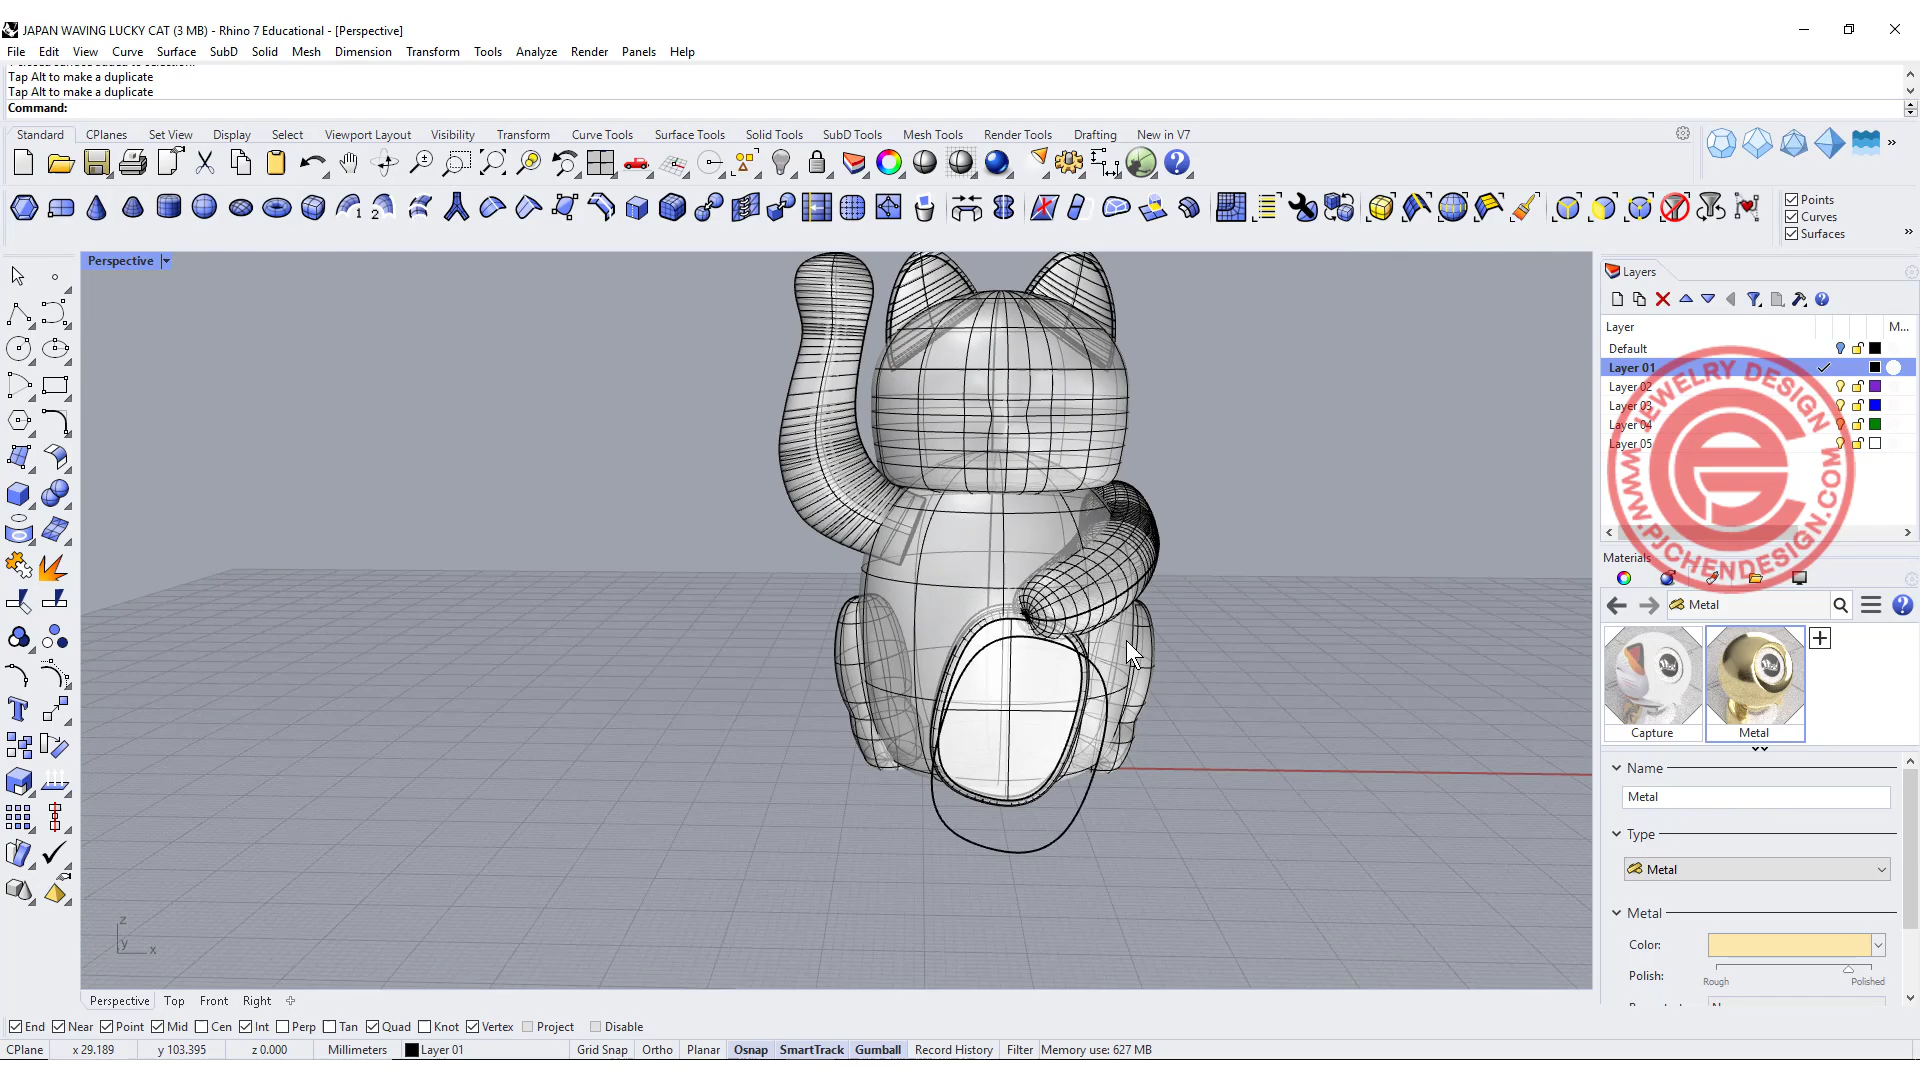 JAPAN WAVING LUCKY CAT (3 MB) - Rhino 7 Educational - [Perspective]
File Edit View Curve Surface SubD Solid Mesh Dimension Transform Tools Analyze Render Panels Help
Tap Alt to make a duplicate
Tap Alt to make a duplicate
Command:
Standard CPlanes Set View Display Select Viewport Layout Visibility Transform Curve Tools Surface Tools Solid Tools SubD Tools Mesh Tools Render Tools Drafting New in V7
Points
Curves
Surfaces
Perspective
Layers
Layer M...
Default
Layer 01
Layer 02
Layer 03
Layer 04
Layer 05
JEWELRY DESIGN
WWW.PJCHENDESIGN.COM
Materials
Metal
Capture Metal
Name
Metal
Type
Metal
Metal
Color:
Polish:
Rough Polished
z
y x
Perspective Top Front Right
End Near Point Mid Cen Int Perp Tan Quad Knot Vertex Project Disable
CPlane x 29.189 y 103.395 z 0.000 Millimeters Layer 01 Grid Snap Ortho Planar Osnap SmartTrack Gumball Record History Filter Memory use: 627 MB